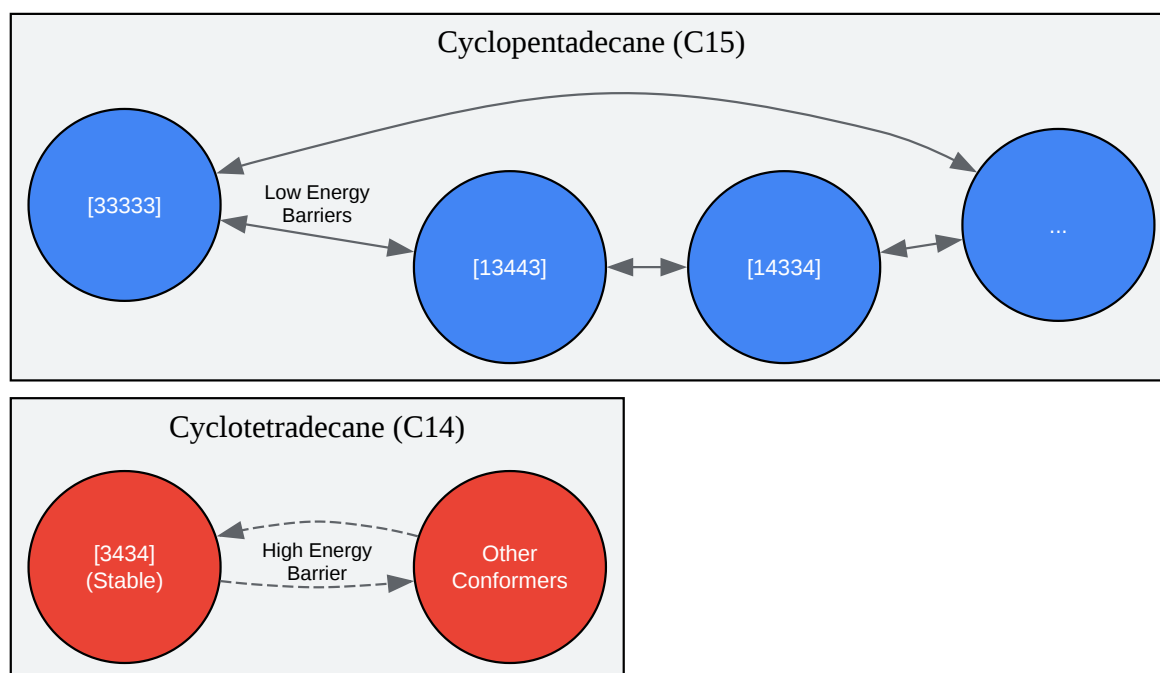 Cyclopentadecane (C15)
[33333]
Low Energy
Barriers
[13443]
[14334]
...
Cyclotetradecane (C14)
[3434]
(Stable)
High Energy
Barrier
Other
Conformers